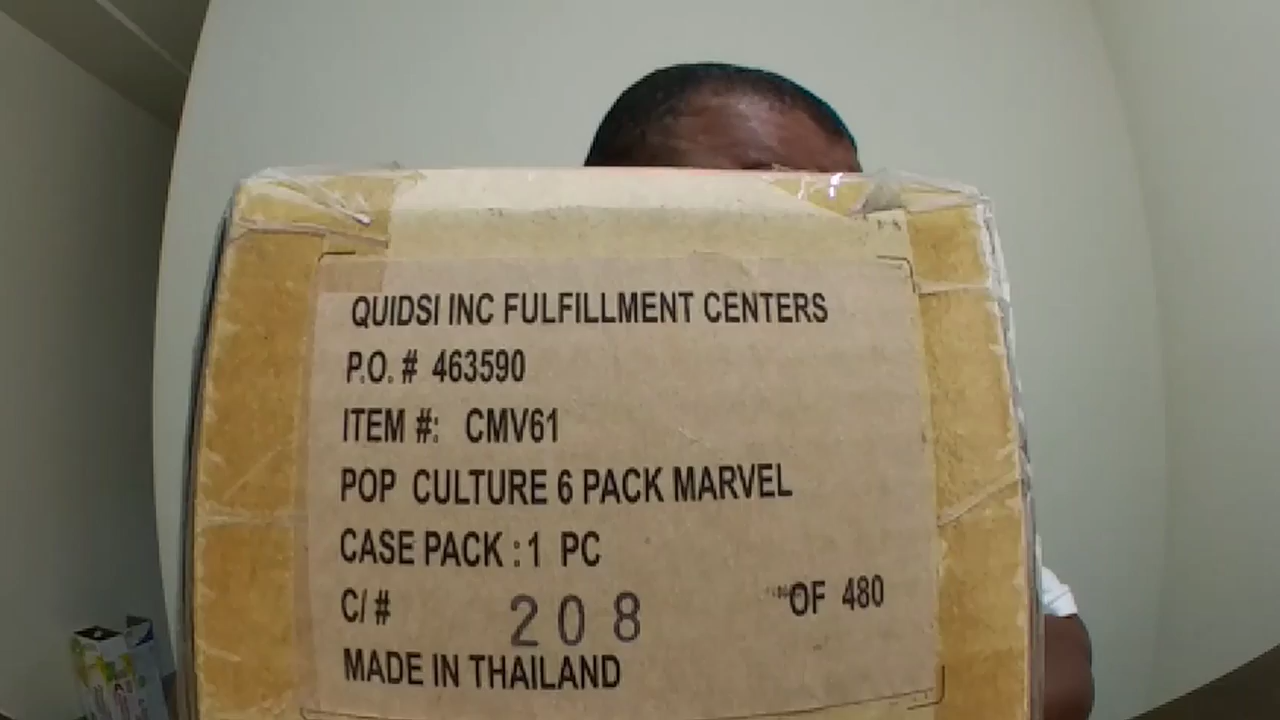 QUIDSI INC FULFILLMENT CENTERS
P.O. # 463590
ITEM #: CMV61
POP CULTURE 6 PACK MARVEL
CASE PACK : 1 PC
C/ # 208 OF 480
MADE IN THAILAND